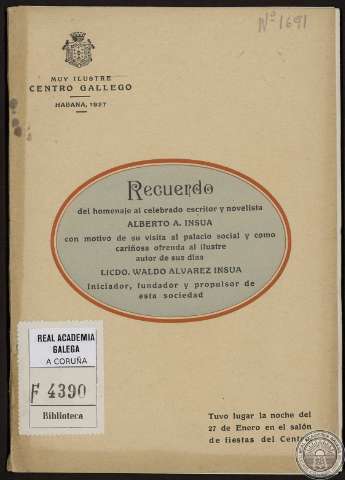 Nº 1691
MUY ILUSTRE
CENTRO GALLEGO
HABANA, 1927
Recuerdo
del homenaje al celebrado escritor y novelista
ALBERTO A. INSUA
con motivo de su visita al palacio social y como
cariñosa ofrenda al ilustre
autor de sus dias
LICDO. WALDO ALVAREZ INSUA
Iniciador, fundador y propulsor de
esta sociedad
REAL ACADEMIA
GALEGA
A CORUÑA
F 4390
Biblioteca
Tuvo lugar la noche del
27 de Enero en el salón
de fiestas del Centro